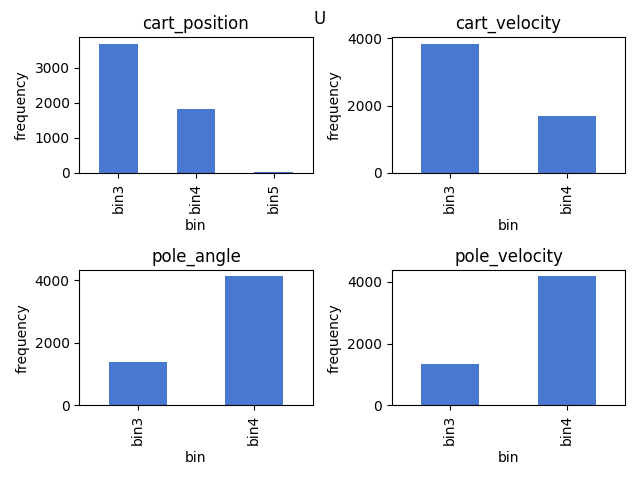 U
cart_position
frequency
3000
2000
1000
0
bin3
bin4
bin5
bin
cart_velocity
frequency
4000
2000
0
bin3
bin4
bin
pole_angle
frequency
4000
2000
0
bin3
bin4
bin
pole_velocity
frequency
4000
2000
0
bin3
bin4
bin